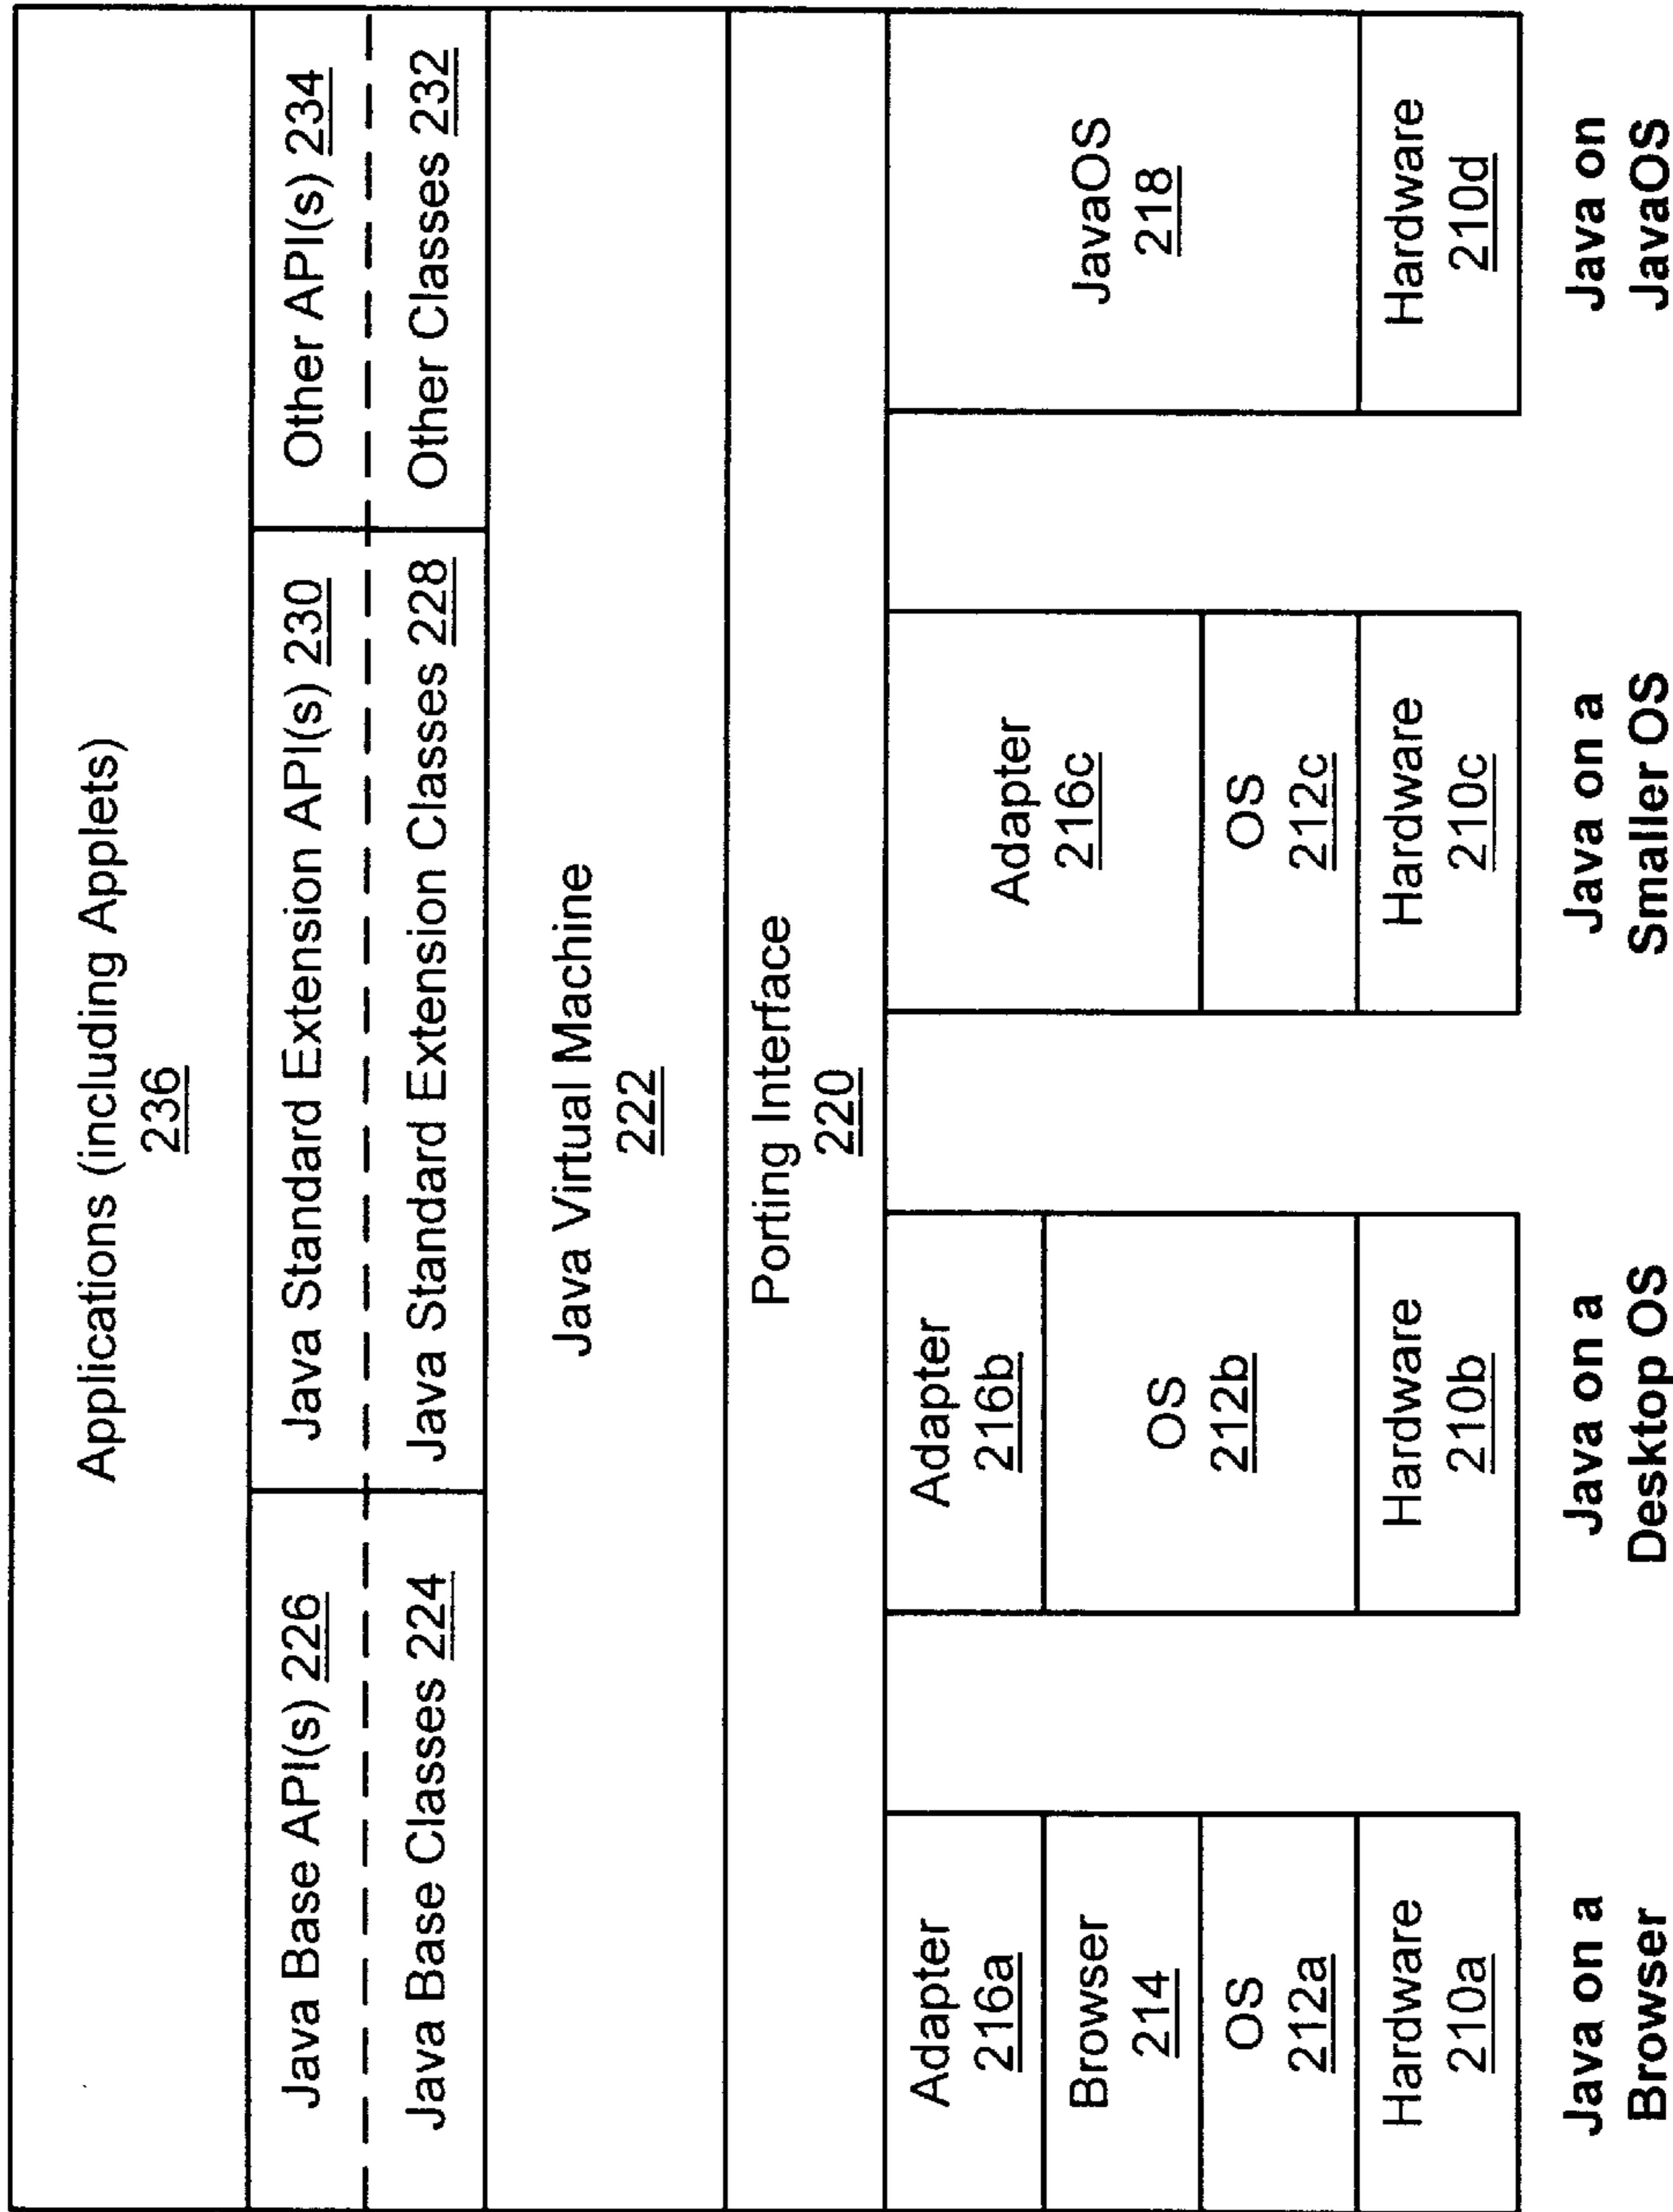 Applications (including Applets)
236
Java Base API(s) 226
Java Standard Extension API(s) 230
Other API(s) 234
Java Base Classes 224
Java Standard Extension Classes 228
Other Classes 232
Java Virtual Machine
222
Porting Interface
220
Adapter
216a
Browser
214
OS
212a
Hardware
210a
Java on a
Browser
Adapter
216b
OS
212b
Hardware
210b
Java on a
Desktop OS
Adapter
216c
OS
212c
Hardware
210c
Java on a
Smaller OS
JavaOS
218
Hardware
210d
Java on
JavaOS